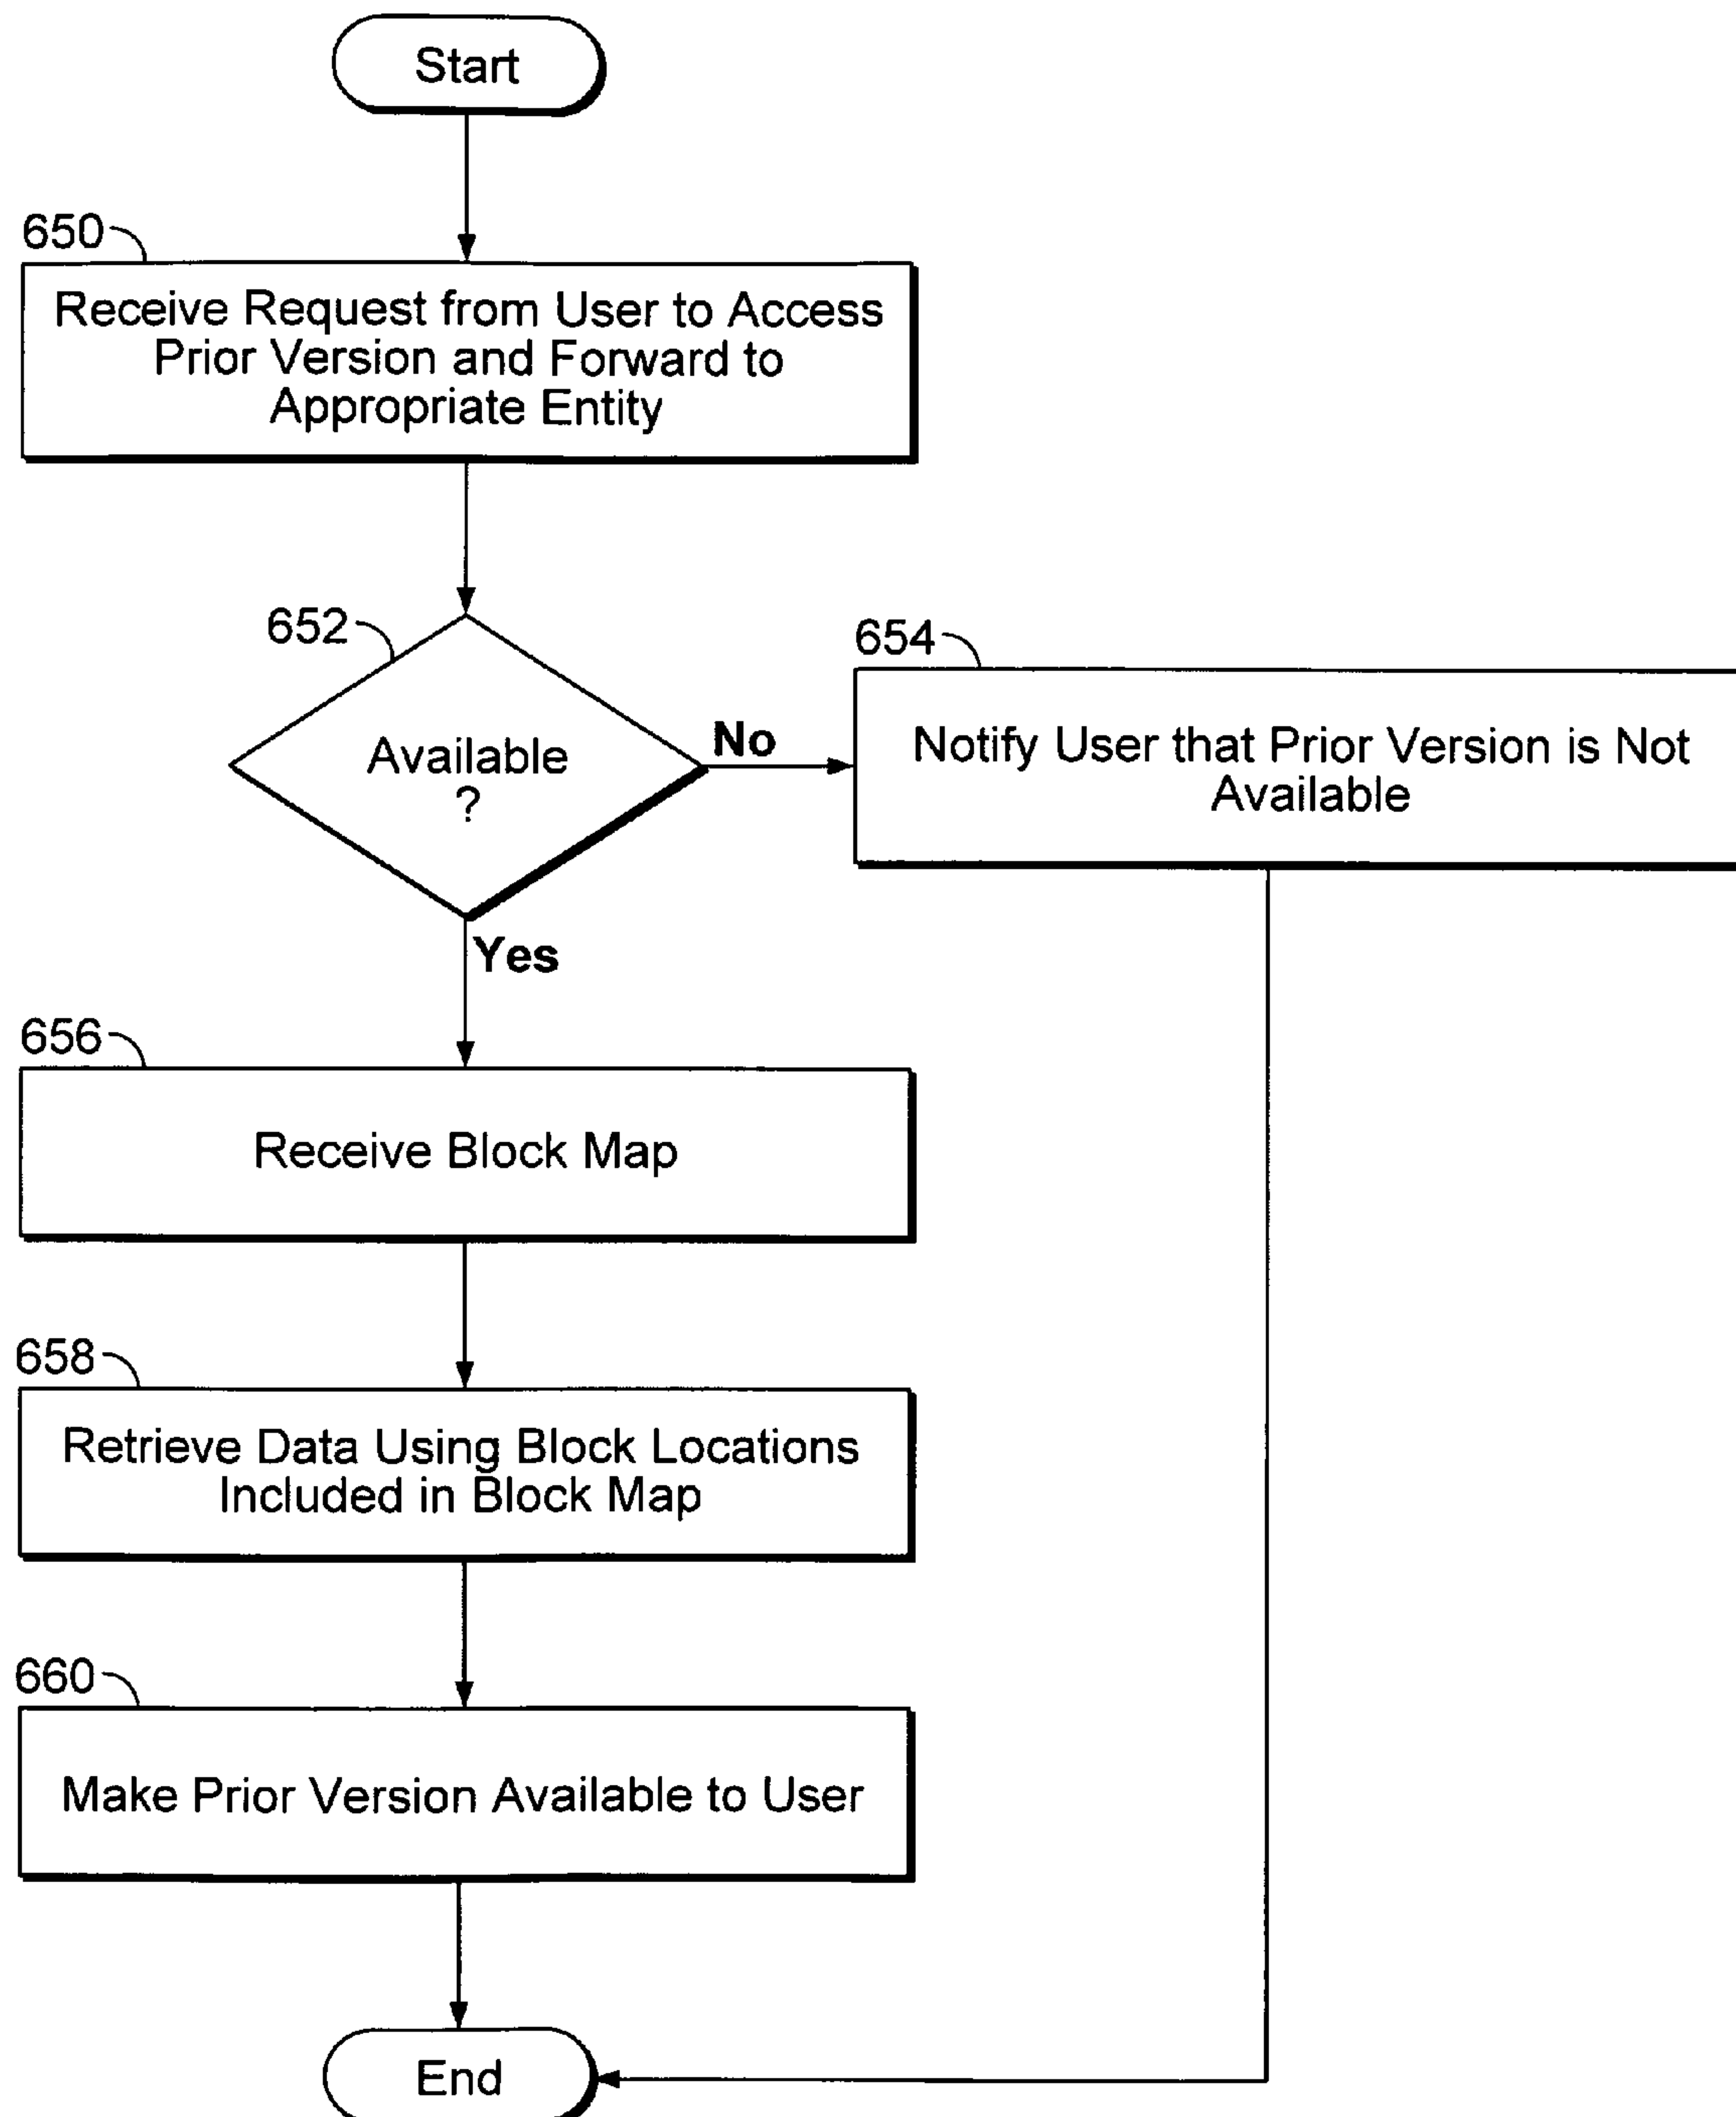 Start
650
Receive Request from User to Access
Prior Version and Forward to
Appropriate Entity
652
Available
?
No
654
Notify User that Prior Version is Not
Available
Yes
656
Receive Block Map
658
Retrieve Data Using Block Locations
Included in Block Map
660
Make Prior Version Available to User
End